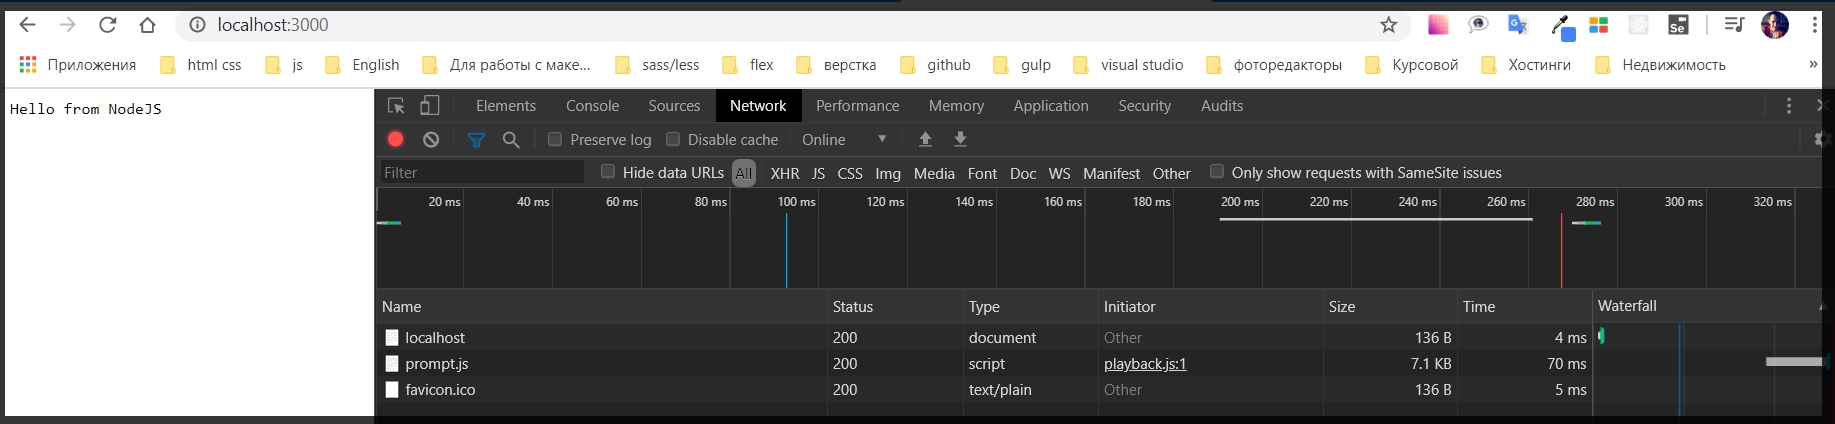 localhost:3000
Se
Приложения html css js English Для работы с маке... sass/less flex верстка github gulp visual studio фоторедакторы Курсовой Хостинги Недвижимость »
Hello from NodeJS
Elements Console Sources Network Performance Memory Application Security Audits
Preserve log Disable cache Online
Filter Hide data URLs All XHR JS CSS Img Media Font Doc WS Manifest Other Only show requests with SameSite issues
20 ms 40 ms 60 ms 80 ms 100 ms 120 ms 140 ms 160 ms 180 ms 200 ms 220 ms 240 ms 260 ms 280 ms 300 ms 320 ms
Name Status Type Initiator Size Time Waterfall
localhost 200 document Other 136 B 4 ms
prompt.js 200 script playback.js:1 7.1 KB 70 ms
favicon.ico 200 text/plain Other 136 B 5 ms